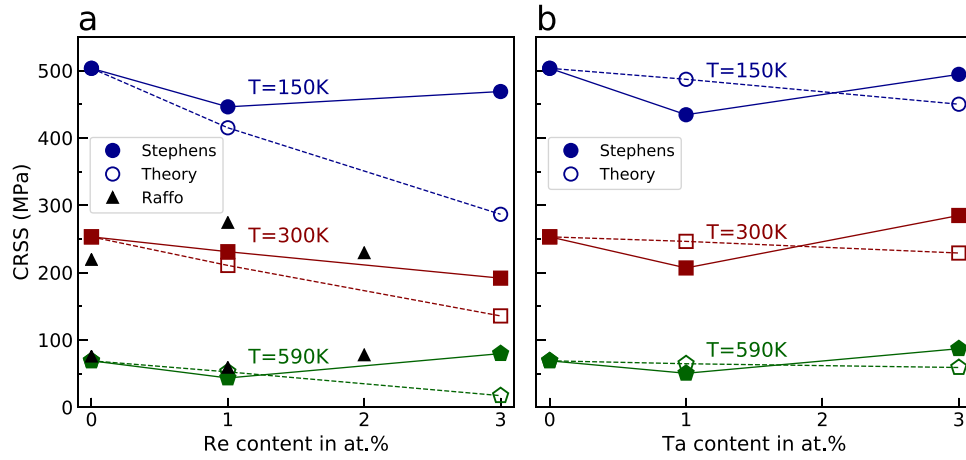 a
b
CRSS (MPa)
500
400
300
200
100
0
T=150K
Stephens
Theory
Raffo
T=300K
T=590K
0
1
2
3
Re content in at.%
T=150K
Stephens
Theory
T=300K
T=590K
0
1
2
3
Ta content in at.%